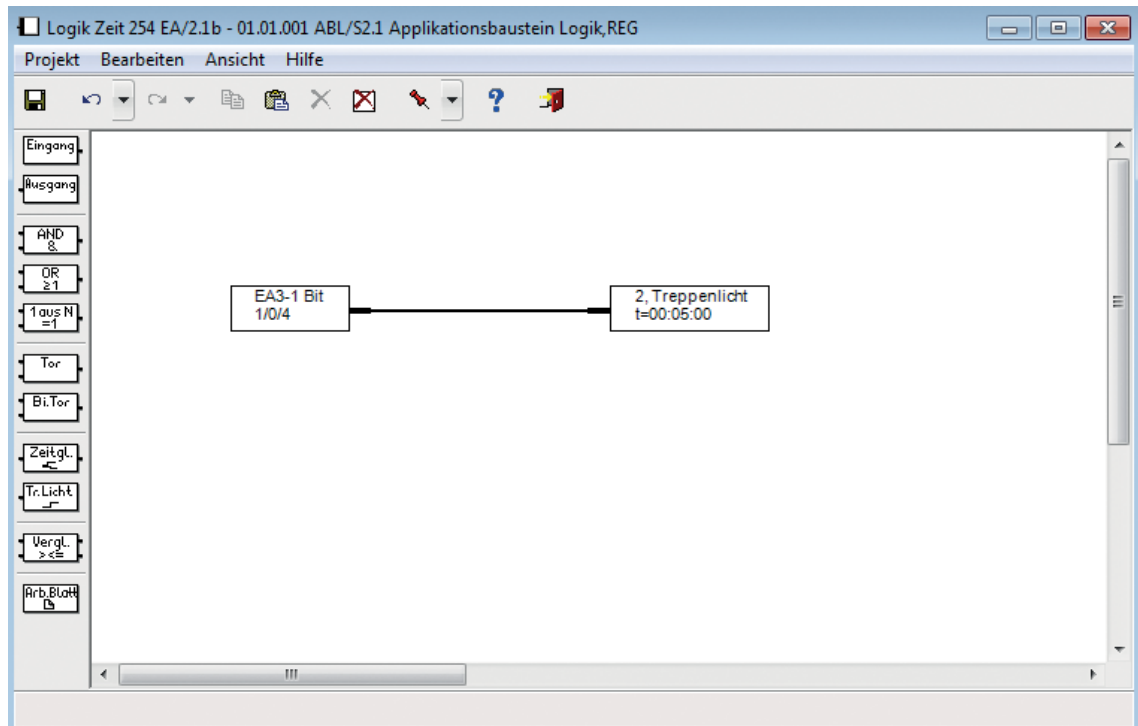 Logik Zeit 254 EA/2.1b - 01.01.001 ABL/S2.1 Applikationsbaustein Logik,REG
Projekt Bearbeiten Ansicht Hilfe
Eingang
Ausgang
AND
&
OR
≥1
1 aus N
=1
Tor
Bi.Tor
Zeitgl.
Tr.Licht
Vergl.
><=
Arb.Blatt
EA3-1 Bit
1/0/4
2, Treppenlicht
t=00:05:00